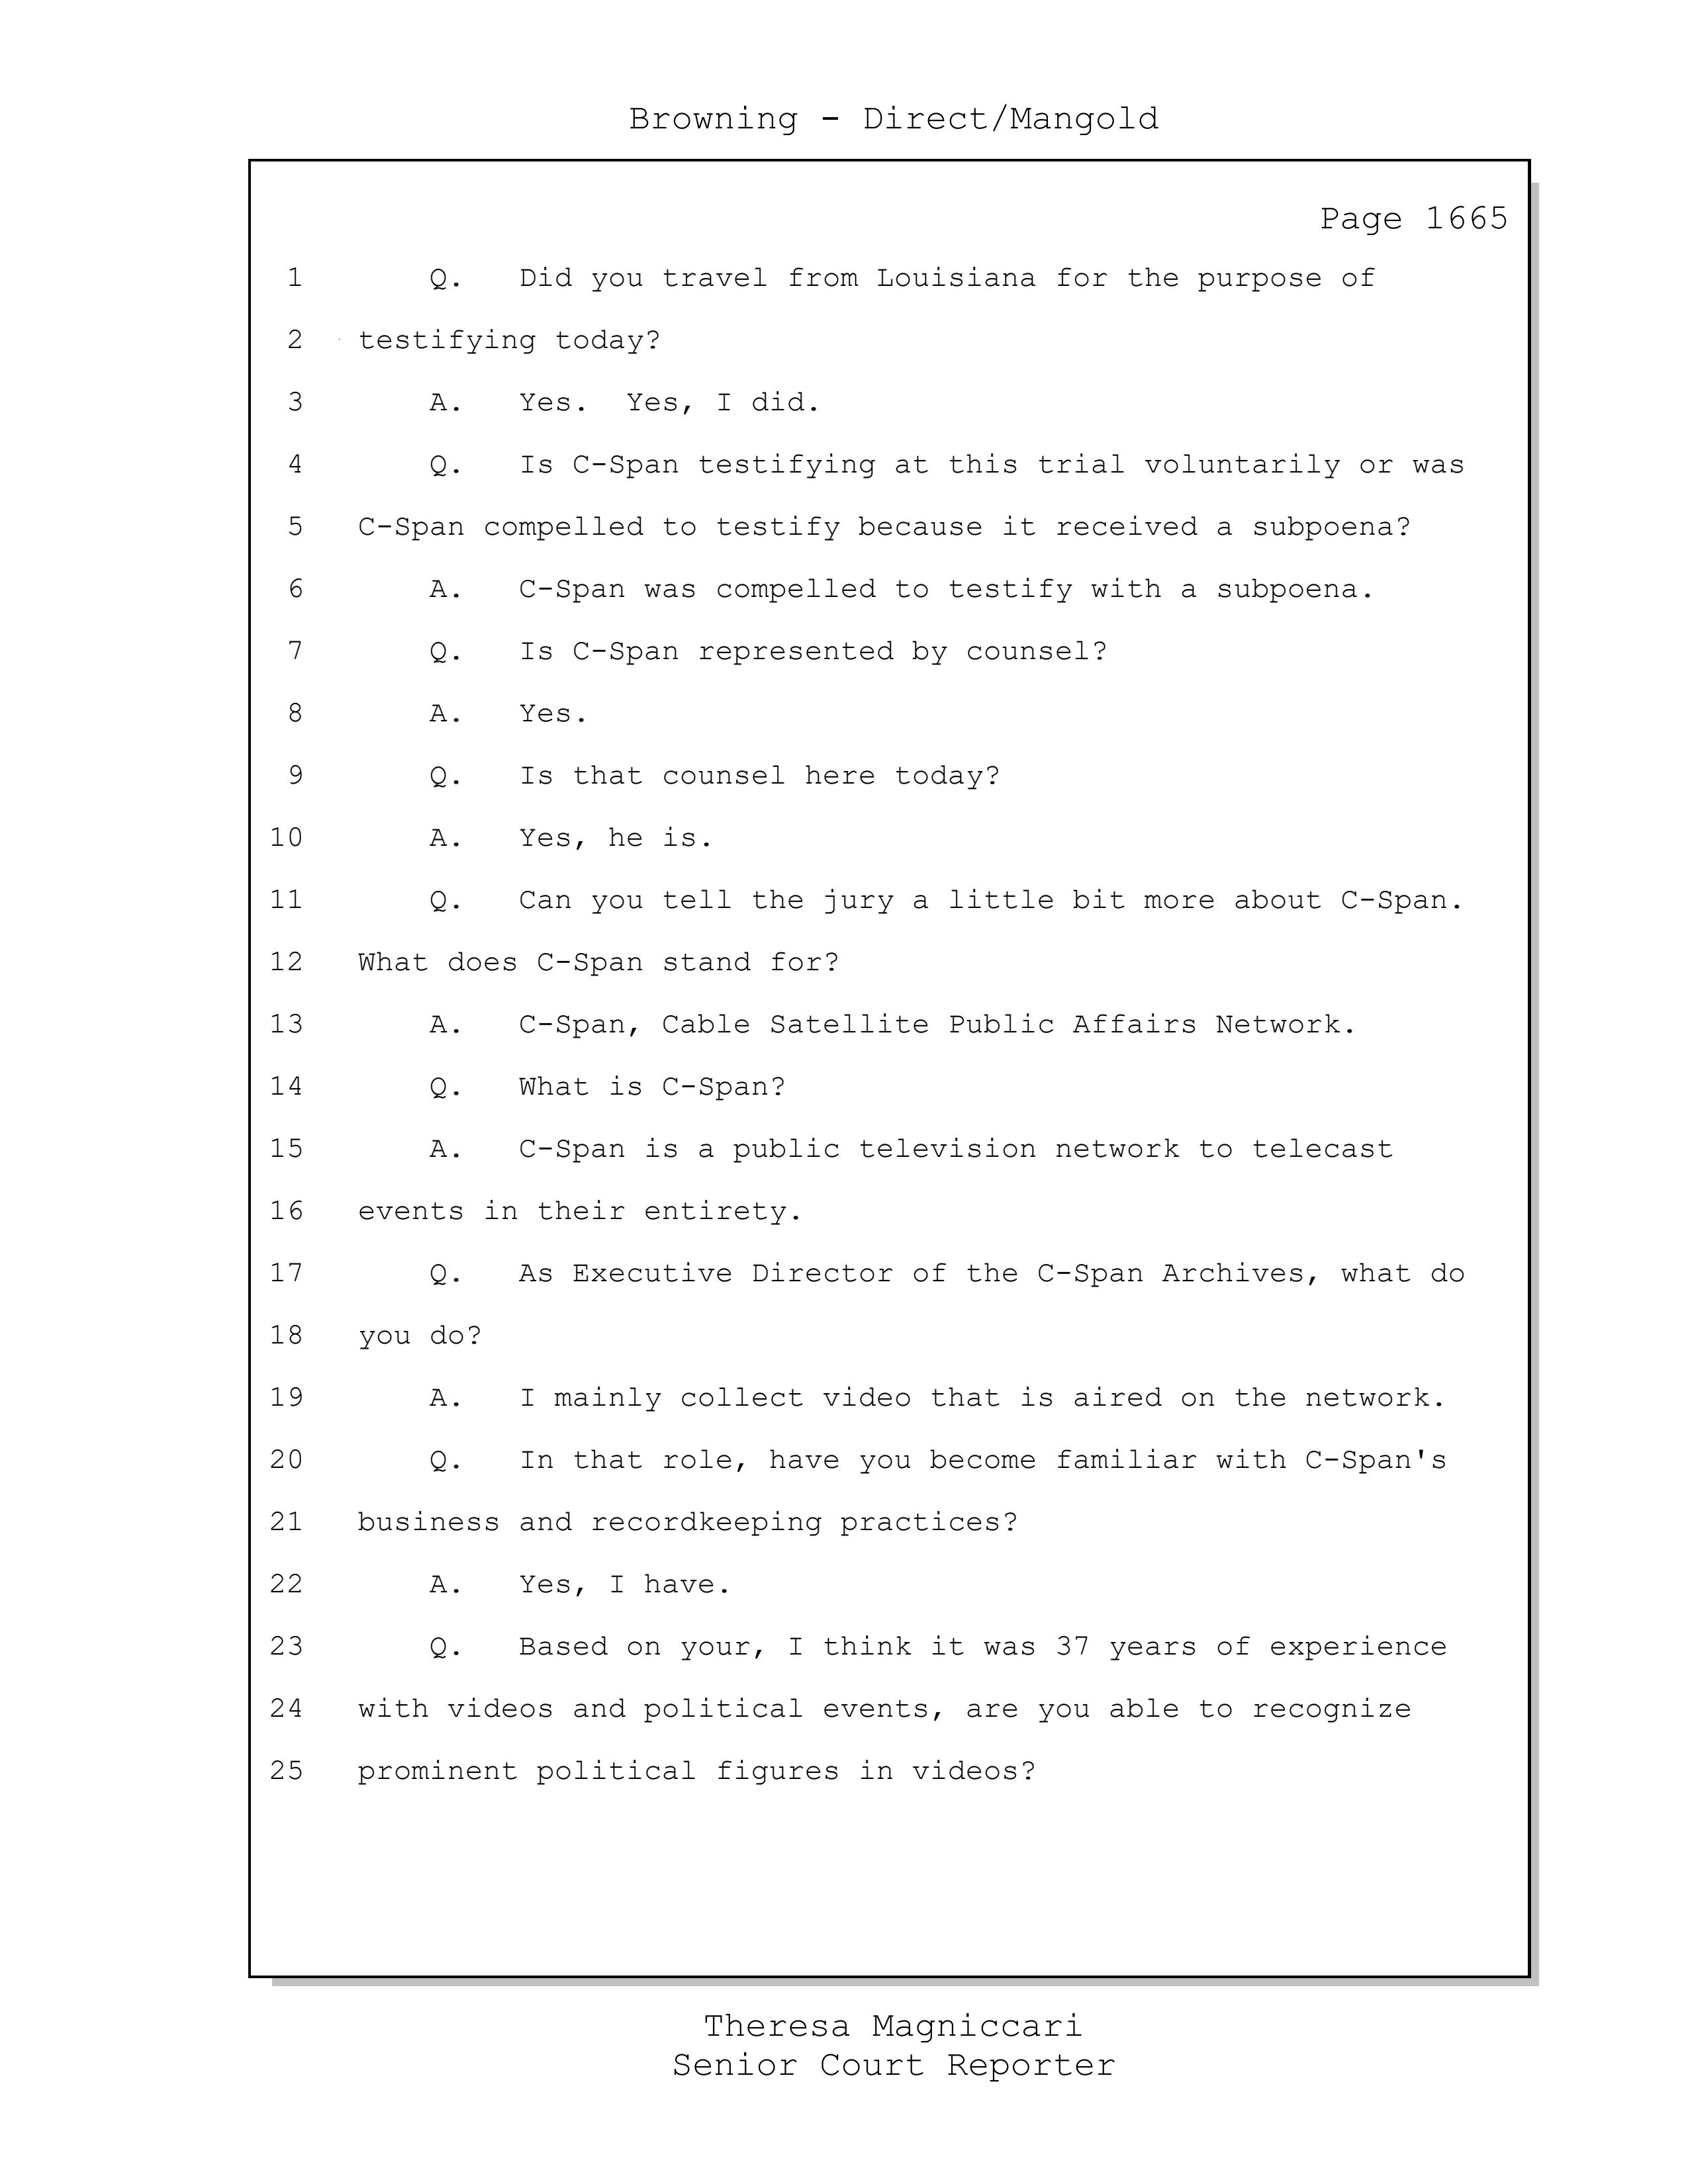 Browning - Direct/Mangold
Page 1665
1 Q. Did you travel from Louisiana for the purpose of
2 testifying today?
3 A. Yes. Yes, I did.
4 Q. Is C-Span testifying at this trial voluntarily or was
5 C-Span compelled to testify because it received a subpoena?
6 A. C-Span was compelled to testify with a subpoena.
7 Q. Is C-Span represented by counsel?
8 A. Yes.
9 Q. Is that counsel here today?
10 A. Yes, he is.
11 Q. Can you tell the jury a little bit more about C-Span.
12 What does C-Span stand for?
13 A. C-Span, Cable Satellite Public Affairs Network.
14 Q. What is C-Span?
15 A. C-Span is a public television network to telecast
16 events in their entirety.
17 Q. As Executive Director of the C-Span Archives, what do
18 you do?
19 A. I mainly collect video that is aired on the network.
20 Q. In that role, have you become familiar with C-Span's
21 business and recordkeeping practices?
22 A. Yes, I have.
23 Q. Based on your, I think it was 37 years of experience
24 with videos and political events, are you able to recognize
25 prominent political figures in videos?
Theresa Magniccari
Senior Court Reporter